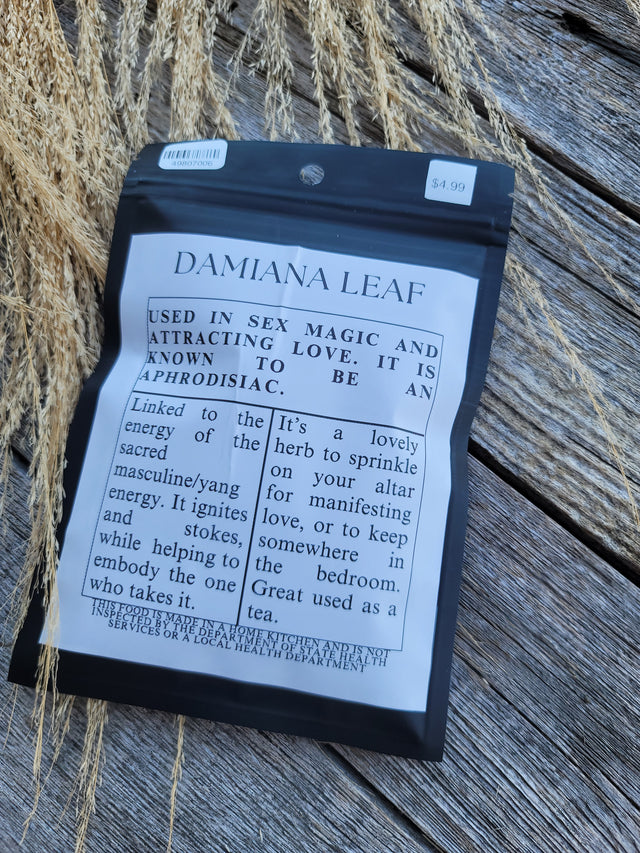 49807006
$4.99
DAMIANA LEAF
USED IN SEX MAGIC AND
ATTRACTING LOVE. IT IS
KNOWN TO BE AN
APHRODISIAC.
Linked to the
energy of the
sacred
masculine/yang
energy. It ignites
and stokes,
while helping to
embody the one
who takes it.
It's a lovely
herb to sprinkle
on your altar
for manifesting
love, or to keep
somewhere in
the bedroom.
Great used as a
tea.
THIS FOOD IS MADE IN A HOME KITCHEN AND IS NOT
INSPECTED BY THE DEPARTMENT OF STATE HEALTH
SERVICES OR A LOCAL HEALTH DEPARTMENT